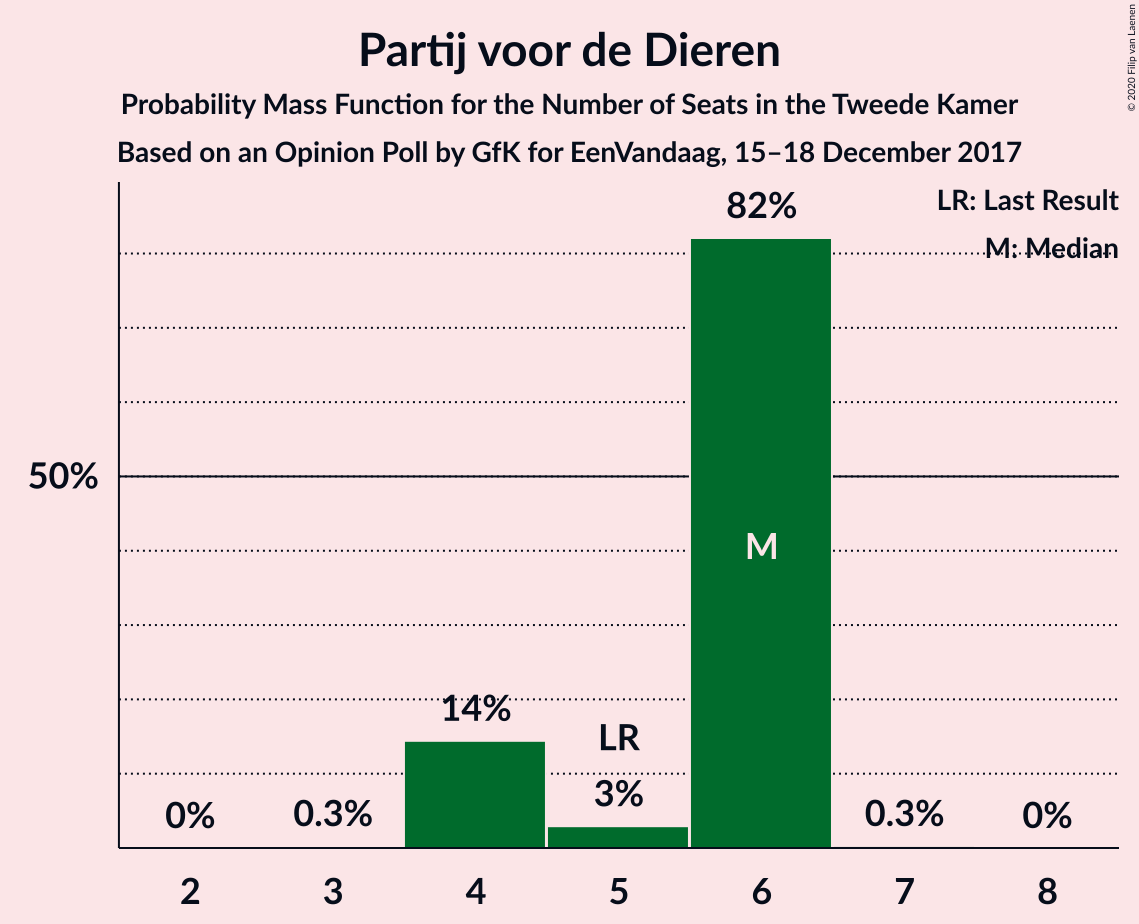 Partij voor de Dieren
Probability Mass Function for the Number of Seats in the Tweede Kamer
Based on an Opinion Poll by GfK for EenVandaag, 15–18 December 2017
© 2020 Filip van Laenen
LR: Last Result
M: Median
82%
50%
M
14%
LR
3%
0%
0.3%
0.3%
0%
2 3 4 5 6 7 8